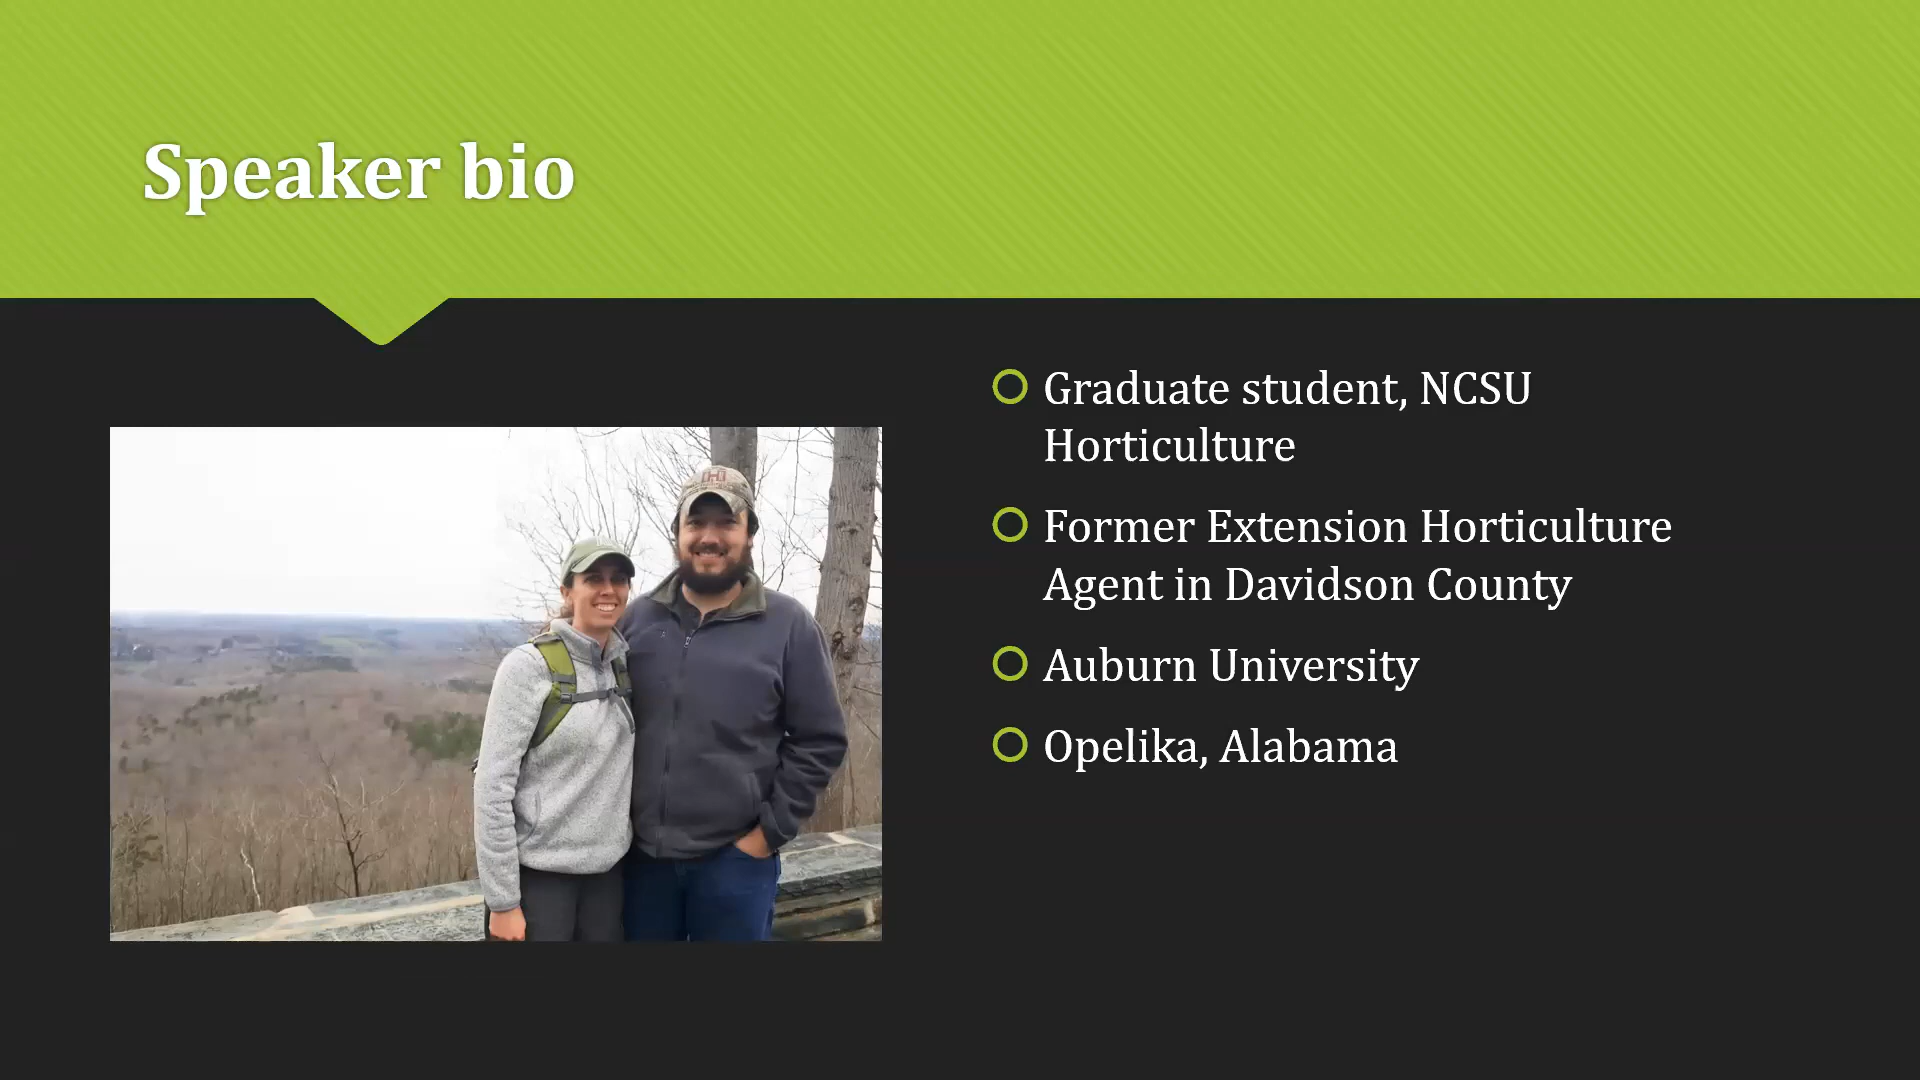 Speaker bio
Graduate student, NCSU
Horticulture
Former Extension Horticulture
Agent in Davidson County
Auburn University
Opelika, Alabama